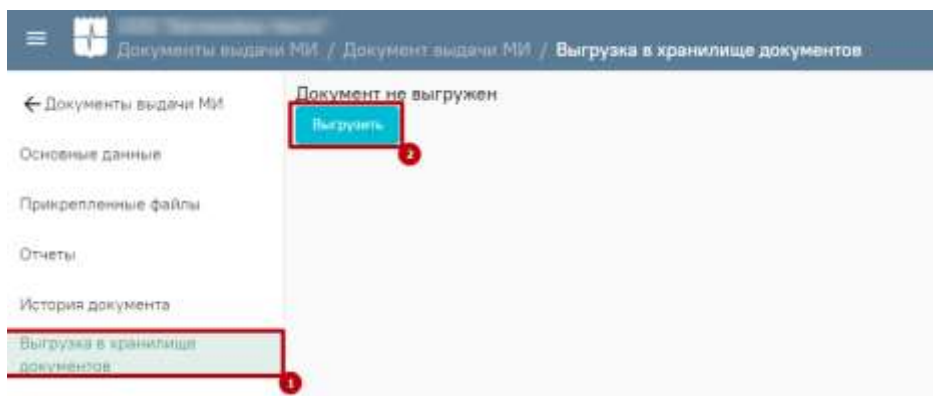 Документы выдачи МИ / Документ выдачи МИ / Выгрузка в хранилище документов
← Документы выдачи МИ
Документ не выгружен
Выгрузить
2
Основные данные
Прикрепленные файлы
Отчеты
История документа
Выгрузка в хранилище
документов
1